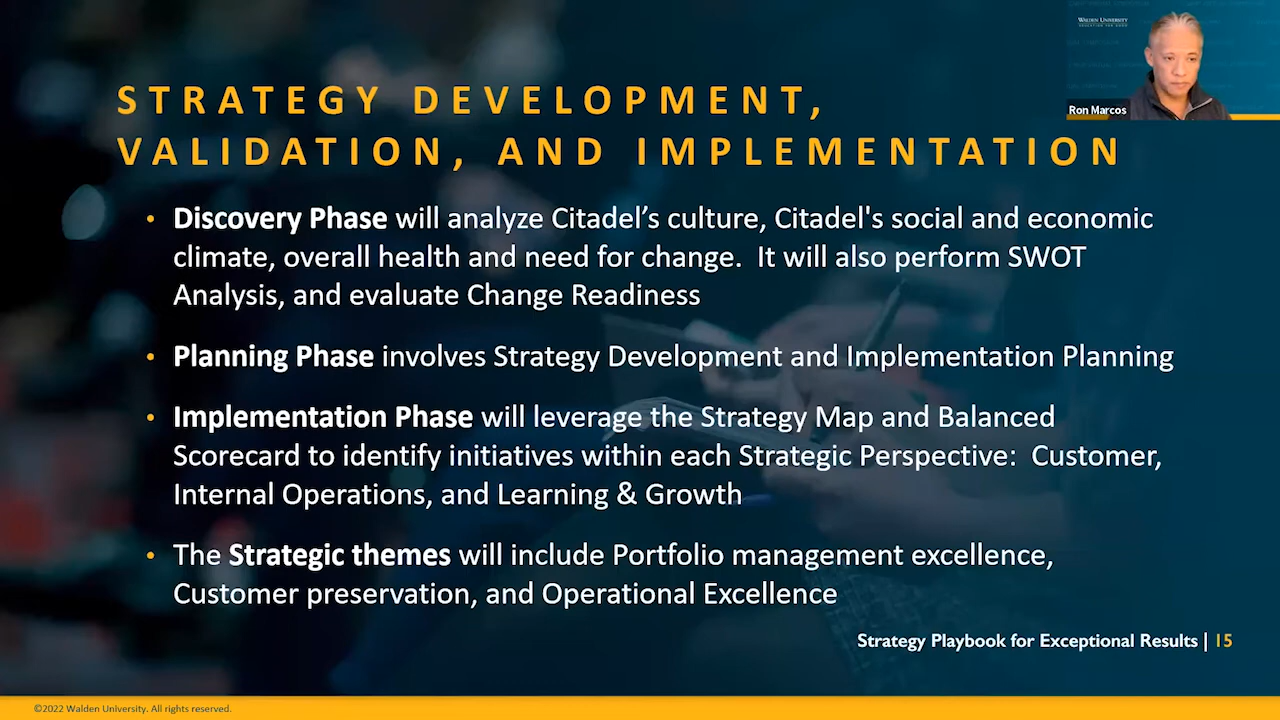 WALDEN UNIVERSITY
Ron Marcos
STRATEGY DEVELOPMENT,
VALIDATION, AND IMPLEMENTATION
• Discovery Phase will analyze Citadel’s culture, Citadel's social and economic
climate, overall health and need for change.  It will also perform SWOT
Analysis, and evaluate Change Readiness
• Planning Phase involves Strategy Development and Implementation Planning
• Implementation Phase will leverage the Strategy Map and Balanced
Scorecard to identify initiatives within each Strategic Perspective:  Customer,
Internal Operations, and Learning & Growth
• The Strategic themes will include Portfolio management excellence,
Customer preservation, and Operational Excellence
Strategy Playbook for Exceptional Results | 15
©2022 Walden University. All rights reserved.